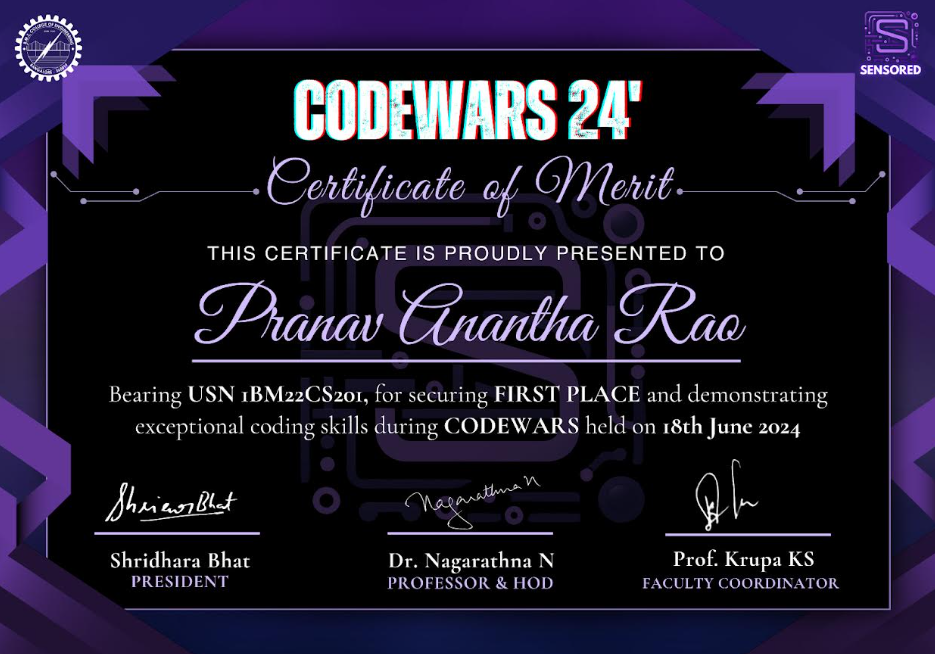 SENSORED
CODEWARS 24'
Certificate of Merit
THIS CERTIFICATE IS PROUDLY PRESENTED TO
Pranav Anantha Rao
Bearing USN 1BM22CS201, for securing FIRST PLACE and demonstrating
exceptional coding skills during CODEWARS held on 18th June 2024
Nagarathna N
Shridhara Bhat
PRESIDENT
Dr. Nagarathna N
PROFESSOR & HOD
Prof. Krupa KS
FACULTY COORDINATOR